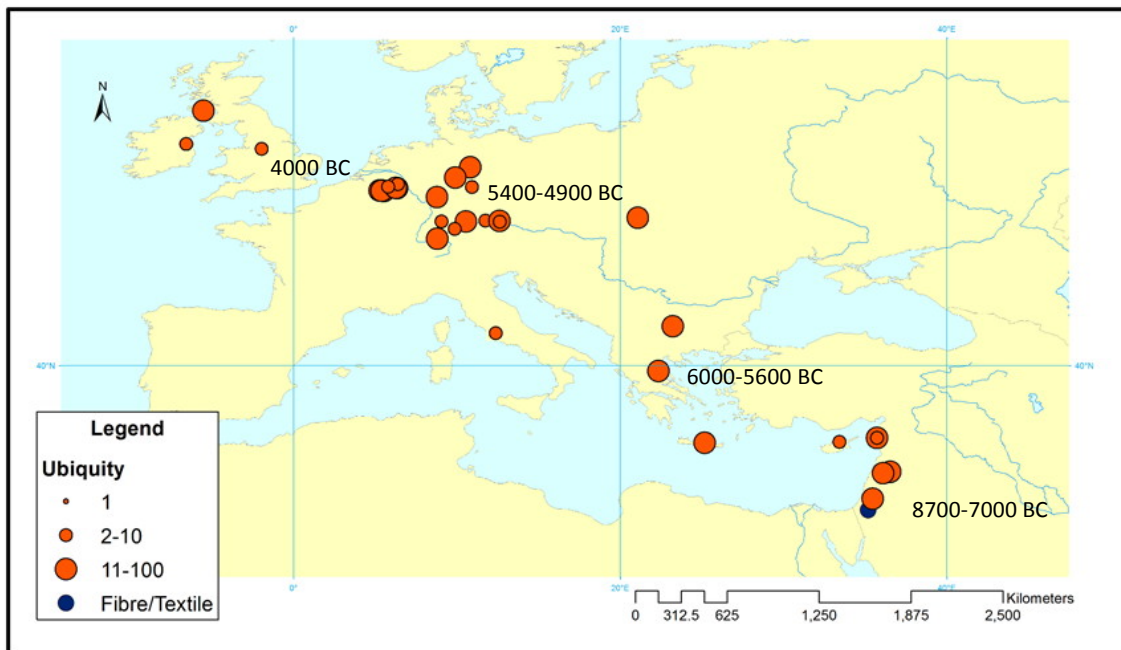 0° 20°E 40°E
N
4000 BC
5400-4900 BC
40°N 40°N
6000-5600 BC
8700-7000 BC
Legend
Ubiquity
1
2-10
11-100
Fibre/Textile
Kilometers
0 312.5 625 1,250 1,875 2,500
0° 20°E 40°E